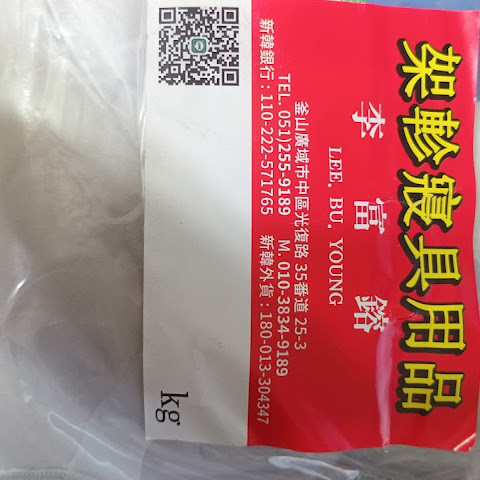 架軫寢具用品
李富鎔
LEE. BU. YOUNG
釜山廣域市中區光復路 35番道 25-3
TEL. 051)255-9189 M. 010-3834-9189
新韓銀行 : 110-222-571765 新韓外貨 : 180-013-304347
kg